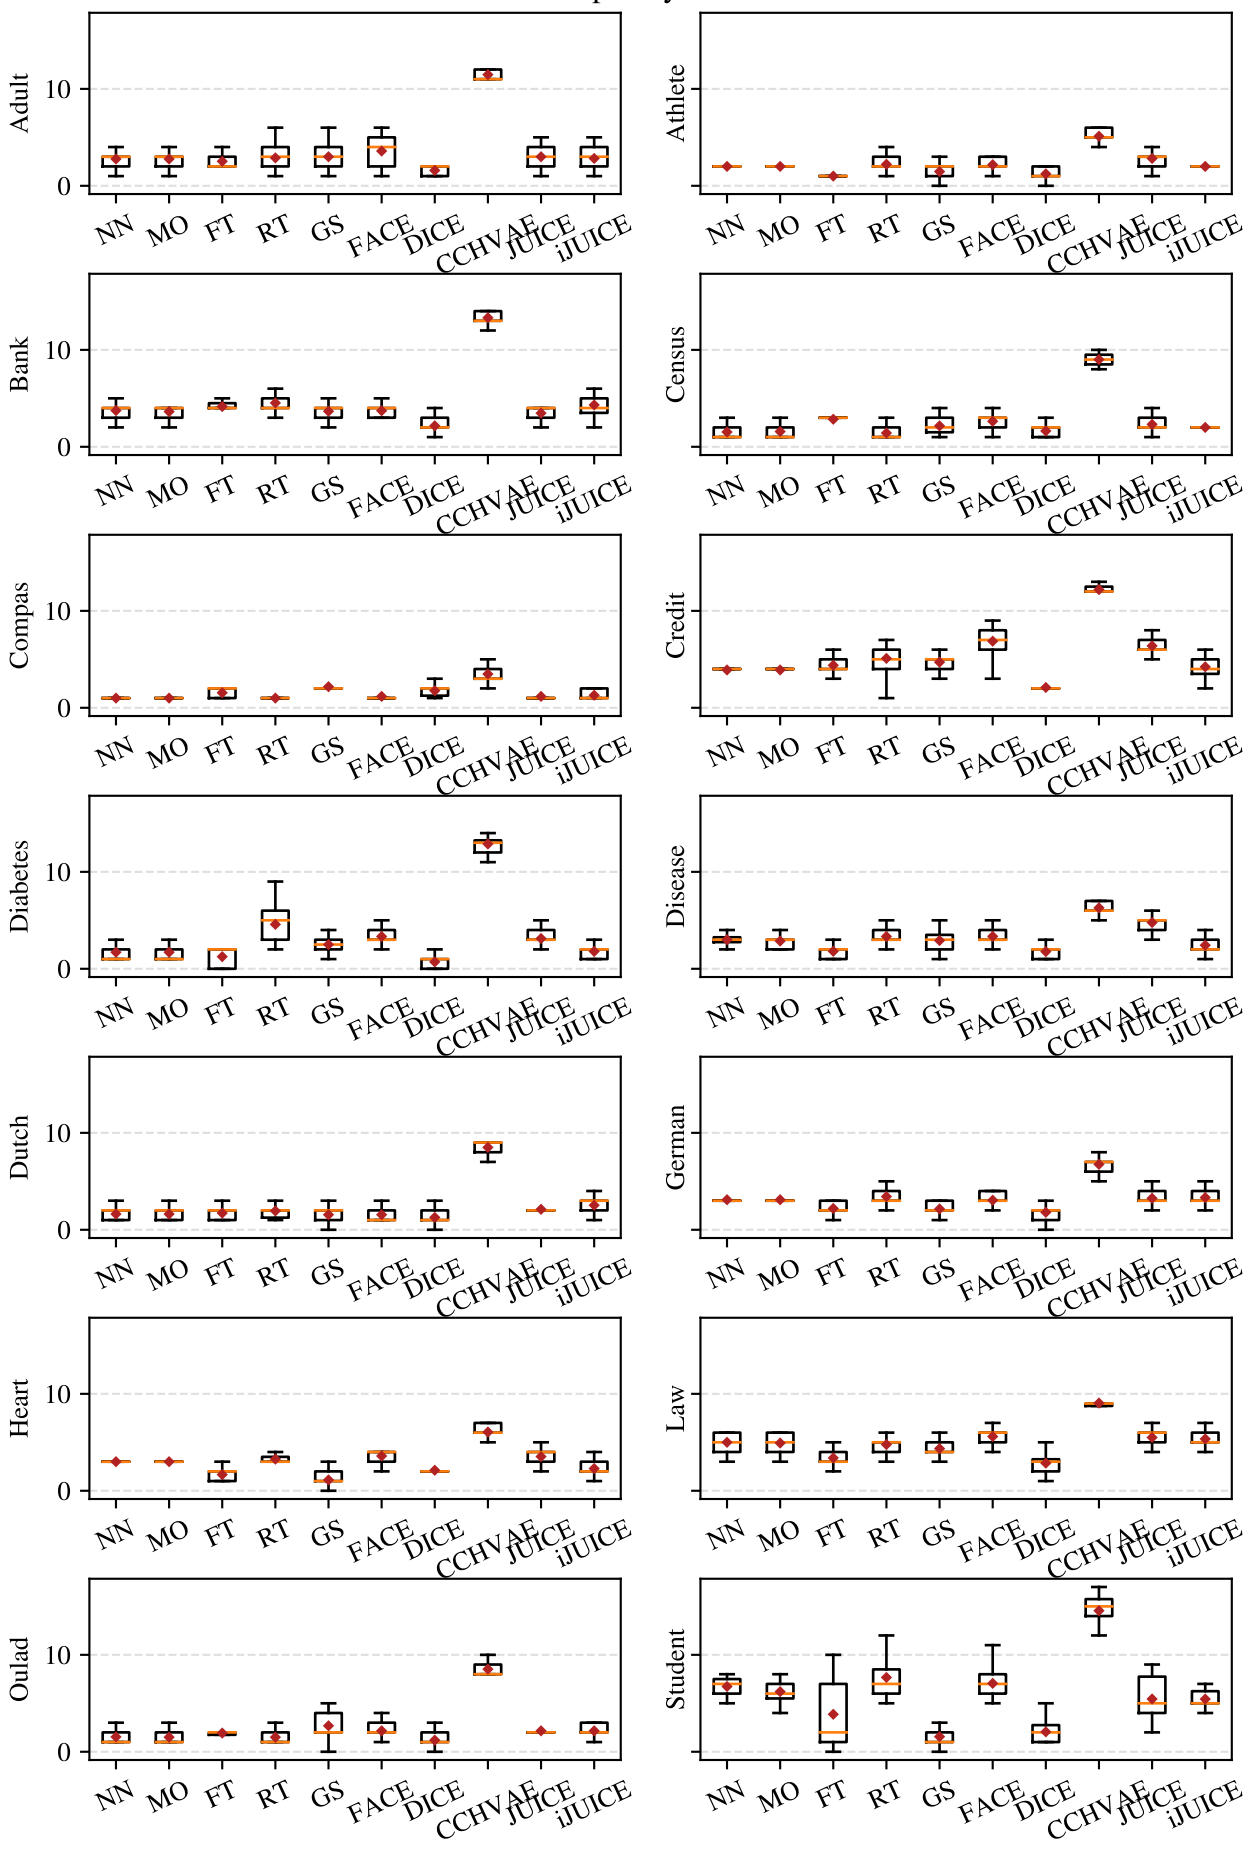 Adult
10
0
NN MO FT RT GS FACE DICE CCHVAE JUICE iJUICE
Athlete
NN MO FT RT GS FACE DICE CCHVAE JUICE iJUICE
Bank
10
0
NN MO FT RT GS FACE DICE CCHVAE JUICE iJUICE
Census
NN MO FT RT GS FACE DICE CCHVAE JUICE iJUICE
Compas
10
0
NN MO FT RT GS FACE DICE CCHVAE JUICE iJUICE
Credit
NN MO FT RT GS FACE DICE CCHVAE JUICE iJUICE
Diabetes
10
0
NN MO FT RT GS FACE DICE CCHVAE JUICE iJUICE
Disease
NN MO FT RT GS FACE DICE CCHVAE JUICE iJUICE
Dutch
10
0
NN MO FT RT GS FACE DICE CCHVAE JUICE iJUICE
German
NN MO FT RT GS FACE DICE CCHVAE JUICE iJUICE
Heart
10
0
NN MO FT RT GS FACE DICE CCHVAE JUICE iJUICE
Law
NN MO FT RT GS FACE DICE CCHVAE JUICE iJUICE
Oulad
10
0
NN MO FT RT GS FACE DICE CCHVAE JUICE iJUICE
Student
NN MO FT RT GS FACE DICE CCHVAE JUICE iJUICE